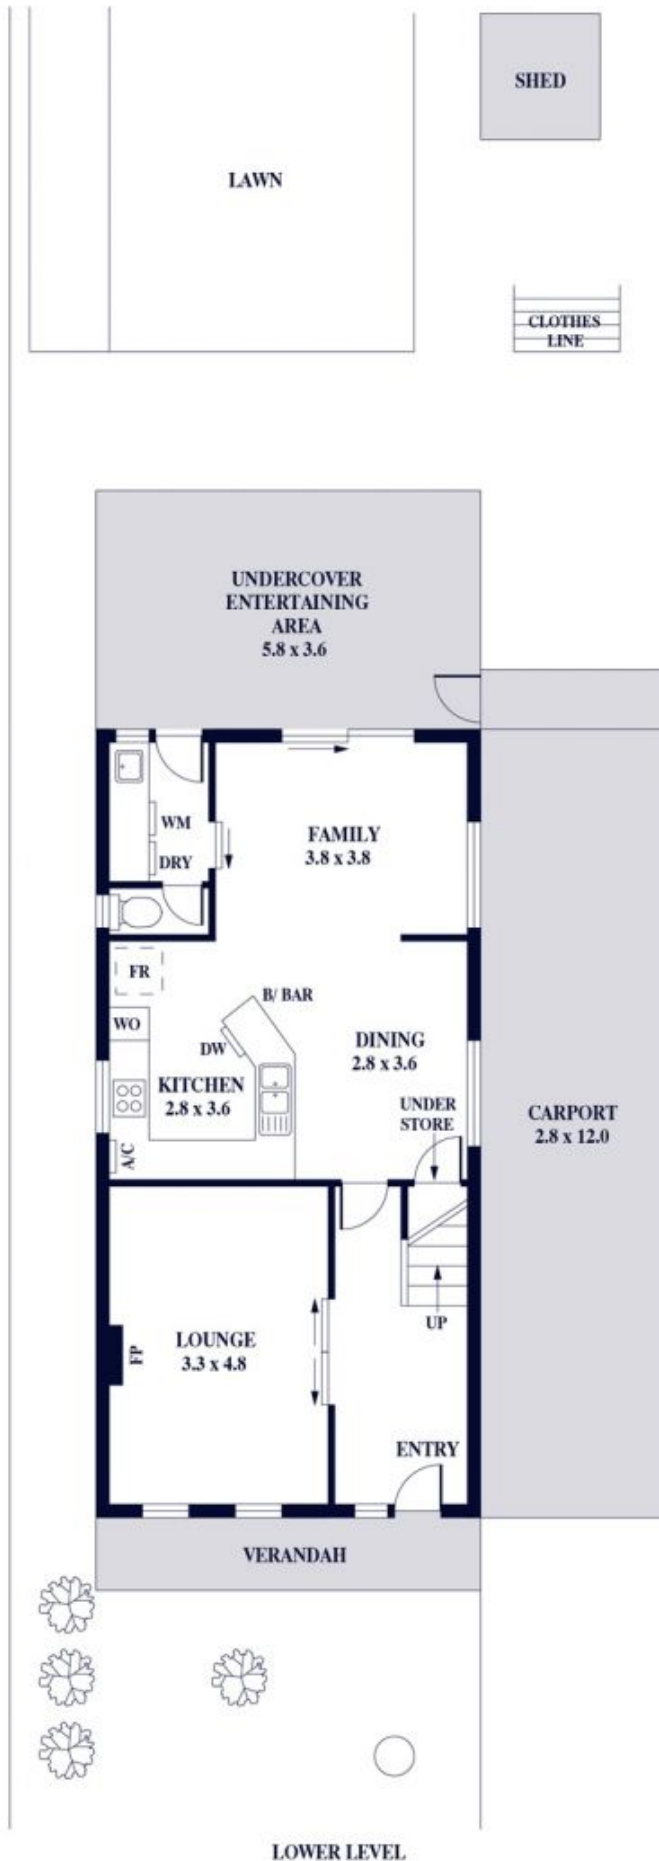 SHED
LAWN
CLOTHES
LINE
UNDERCOVER
ENTERTAINING
AREA
5.8 x 3.6
WM
DRY
FAMILY
3.8 x 3.8
FR
B/ BAR
WO
DW
DINING
2.8 x 3.6
KITCHEN
2.8 x 3.6
UNDER
STORE
A/C
CARPORT
2.8 x 12.0
UP
LOUNGE
3.3 x 4.8
FP
ENTRY
VERANDAH
LOWER LEVEL